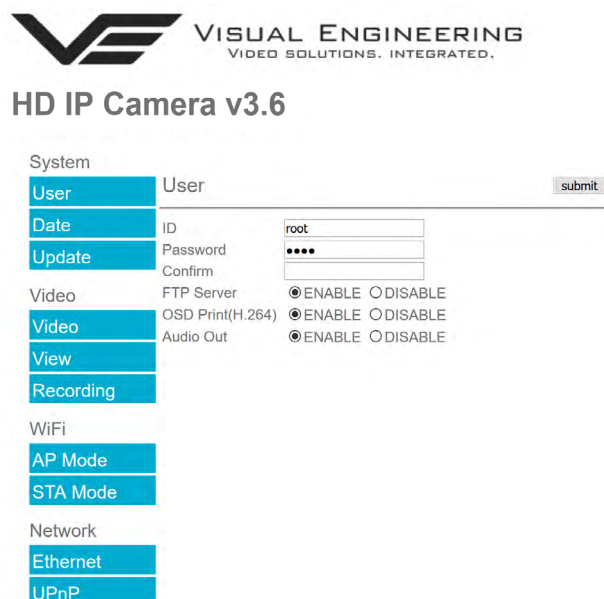 VISUAL ENGINEERING
VIDEO SOLUTIONS. INTEGRATED.
HD IP Camera v3.6
System
User
Date
Update
Video
Video
View
Recording
WiFi
AP Mode
STA Mode
Network
Ethernet
UPnP
User
submit
ID root
Password ••••
Confirm
FTP Server ENABLE DISABLE
OSD Print(H.264) ENABLE DISABLE
Audio Out ENABLE DISABLE